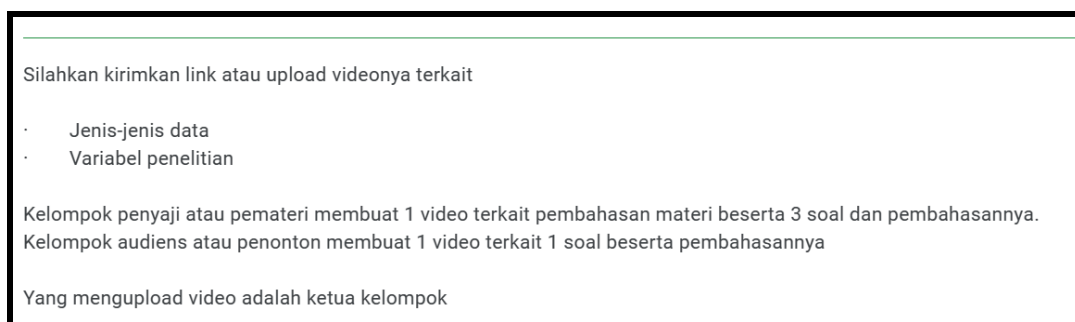 Silahkan kirimkan link atau upload videonya terkait
· Jenis-jenis data
· Variabel penelitian
Kelompok penyaji atau pemateri membuat 1 video terkait pembahasan materi beserta 3 soal dan pembahasannya.
Kelompok audiens atau penonton membuat 1 video terkait 1 soal beserta pembahasannya
Yang mengupload video adalah ketua kelompok